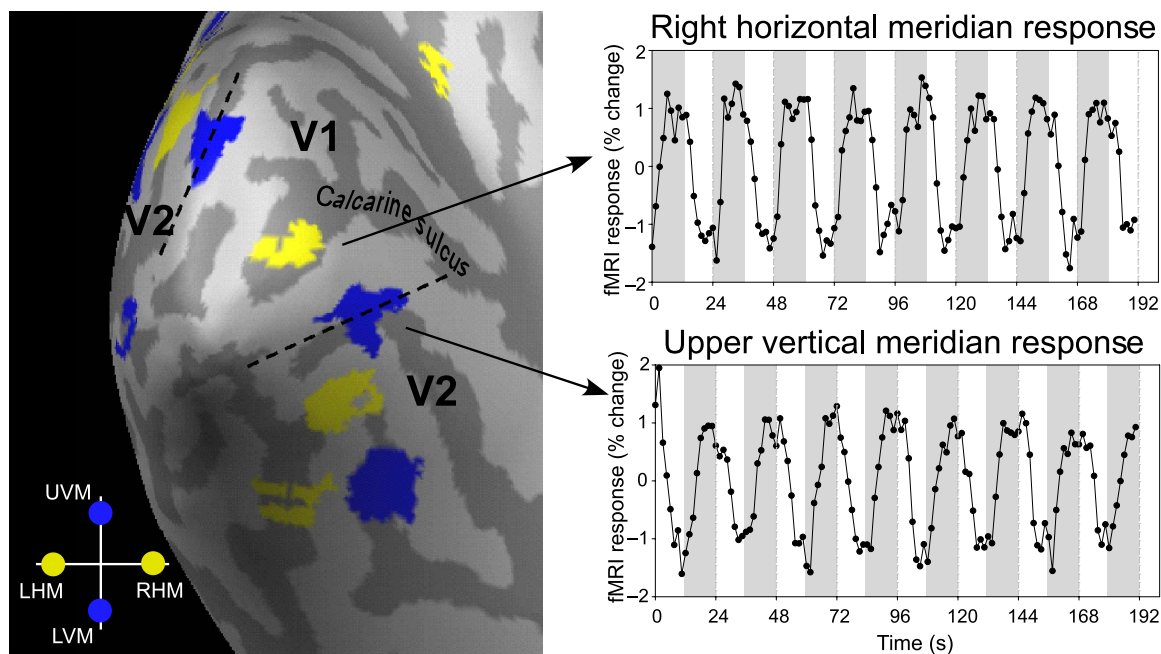 V1
V2
Calcarine sulcus
V2
UVM
LHM
RHM
LVM
Right horizontal meridian response
fMRI response (% change)
2
1
0
–1
–2
0 24 48 72 96 120 144 168 192
Upper vertical meridian response
fMRI response (% change)
2
1
0
–1
–2
0 24 48 72 96 120 144 168 192
Time (s)